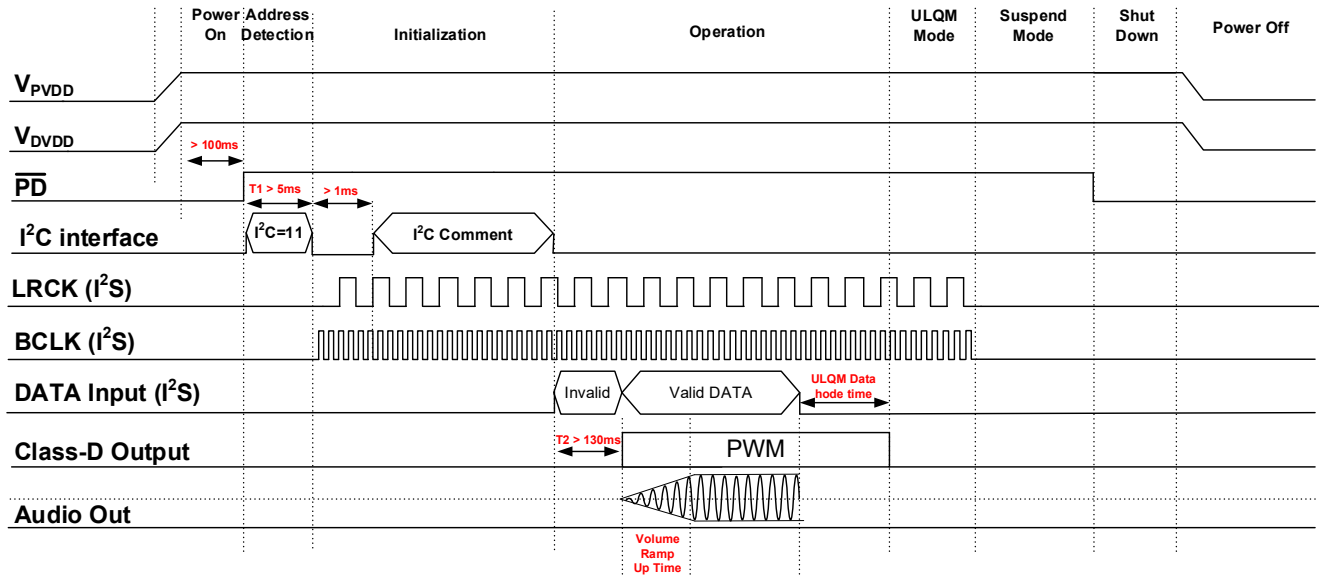 Power On
Address Detection
Initialization
Operation
ULQM Mode
Suspend Mode
Shut Down
Power Off
VPVDD
VDVDD
> 100ms
PD
T1 > 5ms
> 1ms
I2C interface
I2C=11
I2C Comment
LRCK (I2S)
BCLK (I2S)
DATA Input (I2S)
Invalid
Valid DATA
ULQM Data
hode time
Class-D Output
T2 > 130ms
PWM
Audio Out
Volume
Ramp
Up Time